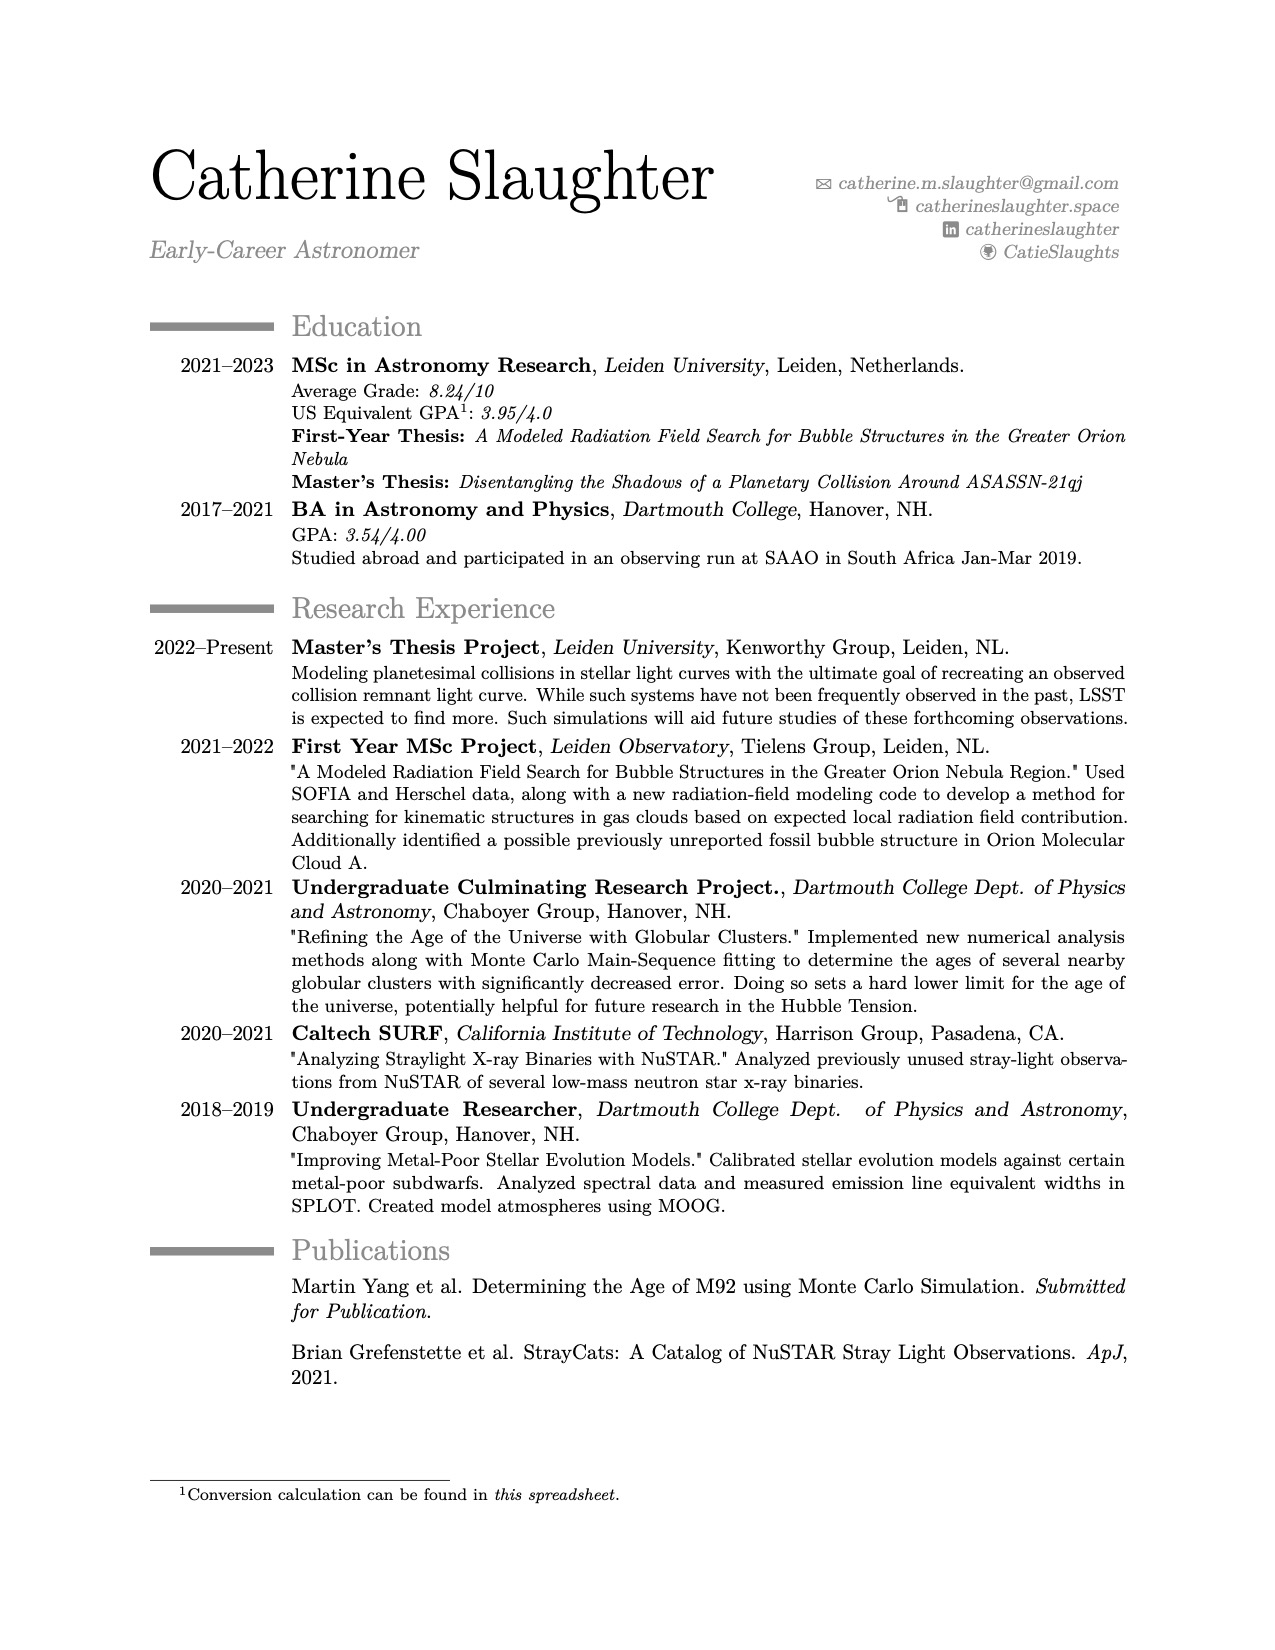 Catherine Slaughter
Early-Career Astronomer
catherine.m.slaughter@gmail.com
catherineslaughter.space
catherineslaughter
CatieSlaughts
Education
2021–2023 MSc in Astronomy Research, Leiden University, Leiden, Netherlands.
Average Grade: 8.24/10
US Equivalent GPA¹: 3.95/4.0
First-Year Thesis: A Modeled Radiation Field Search for Bubble Structures in the Greater Orion
Nebula
Master's Thesis: Disentangling the Shadows of a Planetary Collision Around ASASSN-21qj
2017–2021 BA in Astronomy and Physics, Dartmouth College, Hanover, NH.
GPA: 3.54/4.00
Studied abroad and participated in an observing run at SAAO in South Africa Jan-Mar 2019.
Research Experience
2022–Present Master's Thesis Project, Leiden University, Kenworthy Group, Leiden, NL.
Modeling planetesimal collisions in stellar light curves with the ultimate goal of recreating an observed
collision remnant light curve. While such systems have not been frequently observed in the past, LSST
is expected to find more. Such simulations will aid future studies of these forthcoming observations.
2021–2022 First Year MSc Project, Leiden Observatory, Tielens Group, Leiden, NL.
"A Modeled Radiation Field Search for Bubble Structures in the Greater Orion Nebula Region." Used
SOFIA and Herschel data, along with a new radiation-field modeling code to develop a method for
searching for kinematic structures in gas clouds based on expected local radiation field contribution.
Additionally identified a possible previously unreported fossil bubble structure in Orion Molecular
Cloud A.
2020–2021 Undergraduate Culminating Research Project., Dartmouth College Dept. of Physics
and Astronomy, Chaboyer Group, Hanover, NH.
"Refining the Age of the Universe with Globular Clusters." Implemented new numerical analysis
methods along with Monte Carlo Main-Sequence fitting to determine the ages of several nearby
globular clusters with significantly decreased error. Doing so sets a hard lower limit for the age of
the universe, potentially helpful for future research in the Hubble Tension.
2020–2021 Caltech SURF, California Institute of Technology, Harrison Group, Pasadena, CA.
"Analyzing Straylight X-ray Binaries with NuSTAR." Analyzed previously unused stray-light observa-
tions from NuSTAR of several low-mass neutron star x-ray binaries.
2018–2019 Undergraduate Researcher, Dartmouth College Dept. of Physics and Astronomy,
Chaboyer Group, Hanover, NH.
"Improving Metal-Poor Stellar Evolution Models." Calibrated stellar evolution models against certain
metal-poor subdwarfs. Analyzed spectral data and measured emission line equivalent widths in
SPLOT. Created model atmospheres using MOOG.
Publications
Martin Yang et al. Determining the Age of M92 using Monte Carlo Simulation. Submitted
for Publication.
Brian Grefenstette et al. StrayCats: A Catalog of NuSTAR Stray Light Observations. ApJ,
2021.
¹Conversion calculation can be found in this spreadsheet.